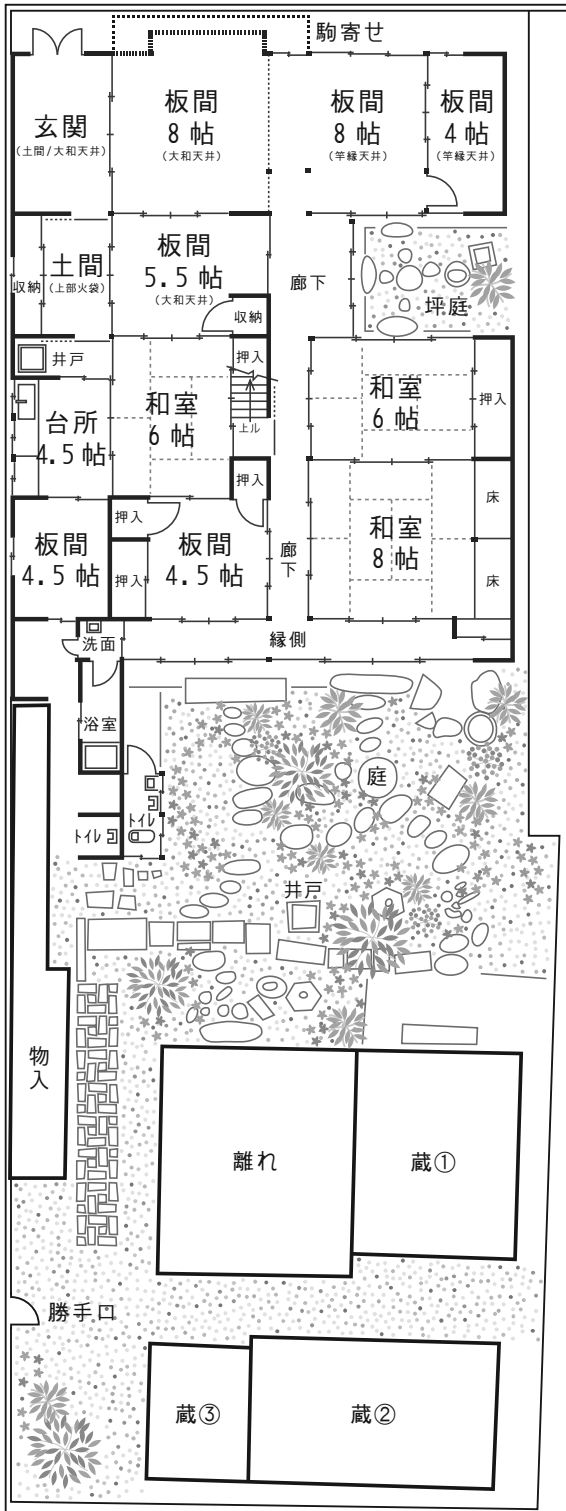 駒寄せ
玄関
(土間/大和天井)
板間
8 帖
(大和天井)
板間
8 帖
(竿縁天井)
板間
4 帖
(竿縁天井)
収納
土間
(上部火袋)
板間
5.5 帖
(大和天井)
収納
廊下
坪庭
井戸
押入
台所
4.5帖
和室
6 帖
上ル
押入
和室
6 帖
押入
和室
8 帖
床
床
板間
4.5 帖
押入
押入
板間
4.5 帖
廊下
縁側
洗面
浴室
トイレ
トイレ
庭
井戸
物入
離れ
蔵①
勝手口
蔵③
蔵②